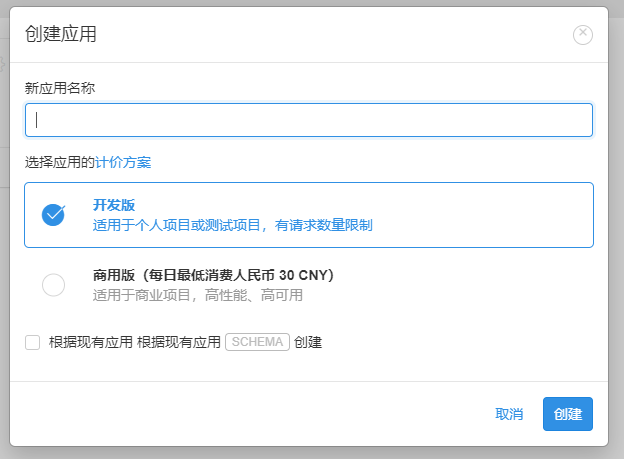 创建应用
新应用名称
选择应用的计价方案
开发版
适用于个人项目或测试项目，有请求数量限制
商用版（每日最低消费人民币 30 CNY）
适用于商业项目，高性能、高可用
根据现有应用 根据现有应用 SCHEMA 创建
取消 创建